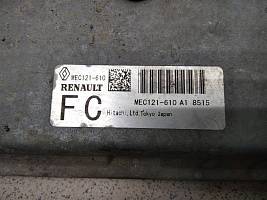 MEC121-610
RENAULT
FC
MEC121-610 A1 8515
Hitachi, Ltd. Tokyo Japan